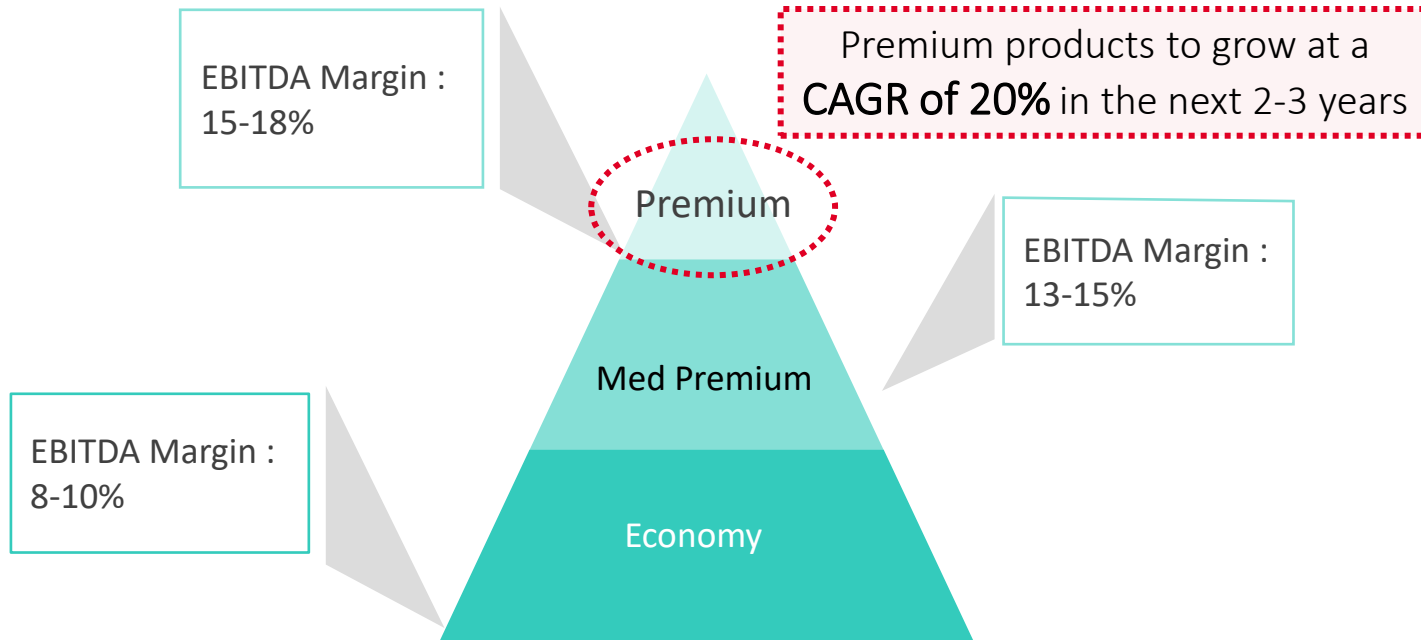 EBITDA Margin :
15-18%
Premium products to grow at a
CAGR of 20% in the next 2-3 years
Premium
EBITDA Margin :
13-15%
Med Premium
EBITDA Margin :
8-10%
Economy